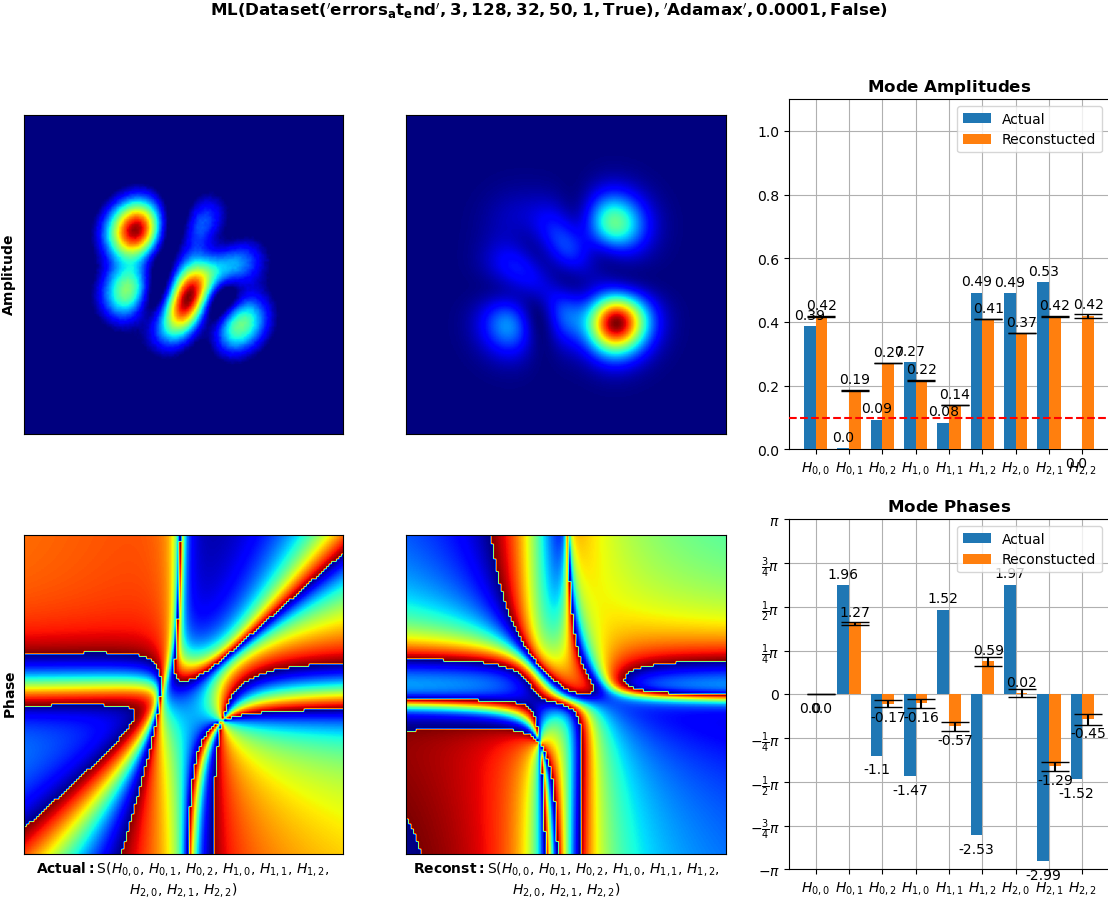 ML(Dataset('errors_at_end', 3, 128, 32, 50, 1, True), 'Adamax', 0.0001, False)
Amplitude
Mode Amplitudes
Actual
Reconstucted
1.0
0.8
0.6
0.4
0.2
0.0
0.39
0.42
0.0
0.19
0.09
0.27
0.27
0.22
0.08
0.14
0.49
0.41
0.49
0.37
0.53
0.42
0.0
0.42
H0,0 H0,1 H0,2 H1,0 H1,1 H1,2 H2,0 H2,1 H2,2
Phase
Mode Phases
Actual
Reconstucted
π
3/4π
1/2π
1/4π
0
−1/4π
−1/2π
−3/4π
−π
0.0
0.0
1.96
1.27
-1.1
-0.17
-1.47
-0.16
1.52
-0.57
-2.53
0.59
1.97
0.02
-2.99
-1.29
-1.52
-0.45
H0,0 H0,1 H0,2 H1,0 H1,1 H1,2 H2,0 H2,1 H2,2
Actual: S(H0,0, H0,1, H0,2, H1,0, H1,1, H1,2,
H2,0, H2,1, H2,2)
Reconst: S(H0,0, H0,1, H0,2, H1,0, H1,1, H1,2,
H2,0, H2,1, H2,2)